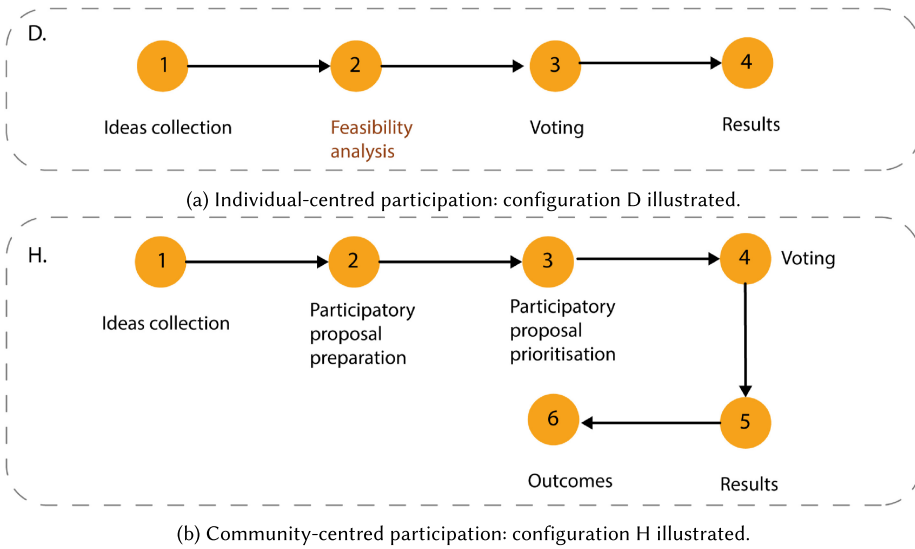 D.
1
2
3
4
Ideas collection
Feasibility
analysis
Voting
Results
(a) Individual-centred participation: configuration D illustrated.
H.
1
2
3
4
Voting
Ideas collection
Participatory
proposal
preparation
Participatory
proposal
prioritisation
6
5
Outcomes
Results
(b) Community-centred participation: configuration H illustrated.